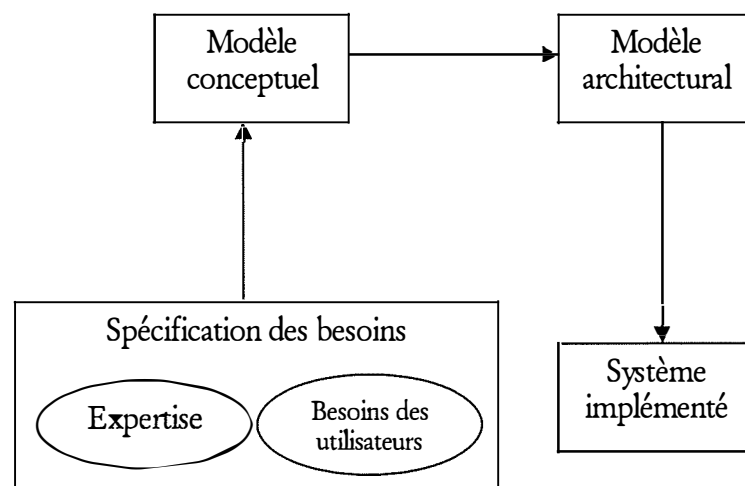 Modèle
conceptuel
Modèle
architectural
Spécification des besoins
Expertise
Besoins des
utilisateurs
Système
implémenté